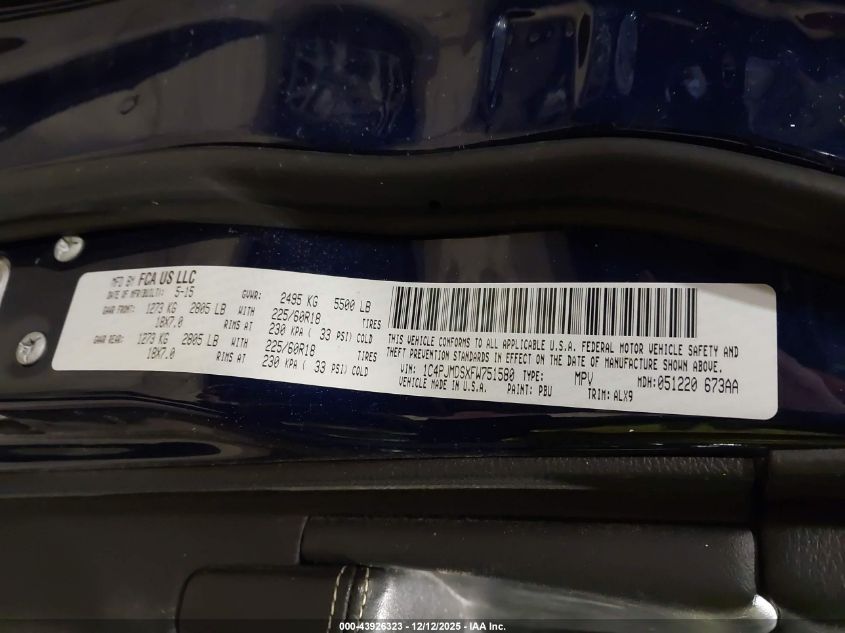 MFD BY FCA US LLC
DATE OF MFR(BUILT): 5-15 GVWR: 2495 KG 5500 LB
GAWR FRONT: 1273 KG 2805 LB WITH 225/60R18 TIRES
18X7.0 RIMS AT 230 KPA ( 33 PSI) COLD
GAWR REAR: 1273 KG 2805 LB WITH 225/60R18 TIRES
18X7.0 RIMS AT 230 KPA ( 33 PSI) COLD
THIS VEHICLE CONFORMS TO ALL APPLICABLE U.S.A. FEDERAL MOTOR VEHICLE SAFETY AND
THEFT PREVENTION STANDARDS IN EFFECT ON THE DATE OF MANUFACTURE SHOWN ABOVE.
VIN: 1C4PJMDSXFW751580 TYPE: MPV MDH: 051220 673AA
VEHICLE MADE IN U.S.A. PAINT: PBU TRIM: ALX9
000-43926323 - 12/12/2025 - © IAA Inc.